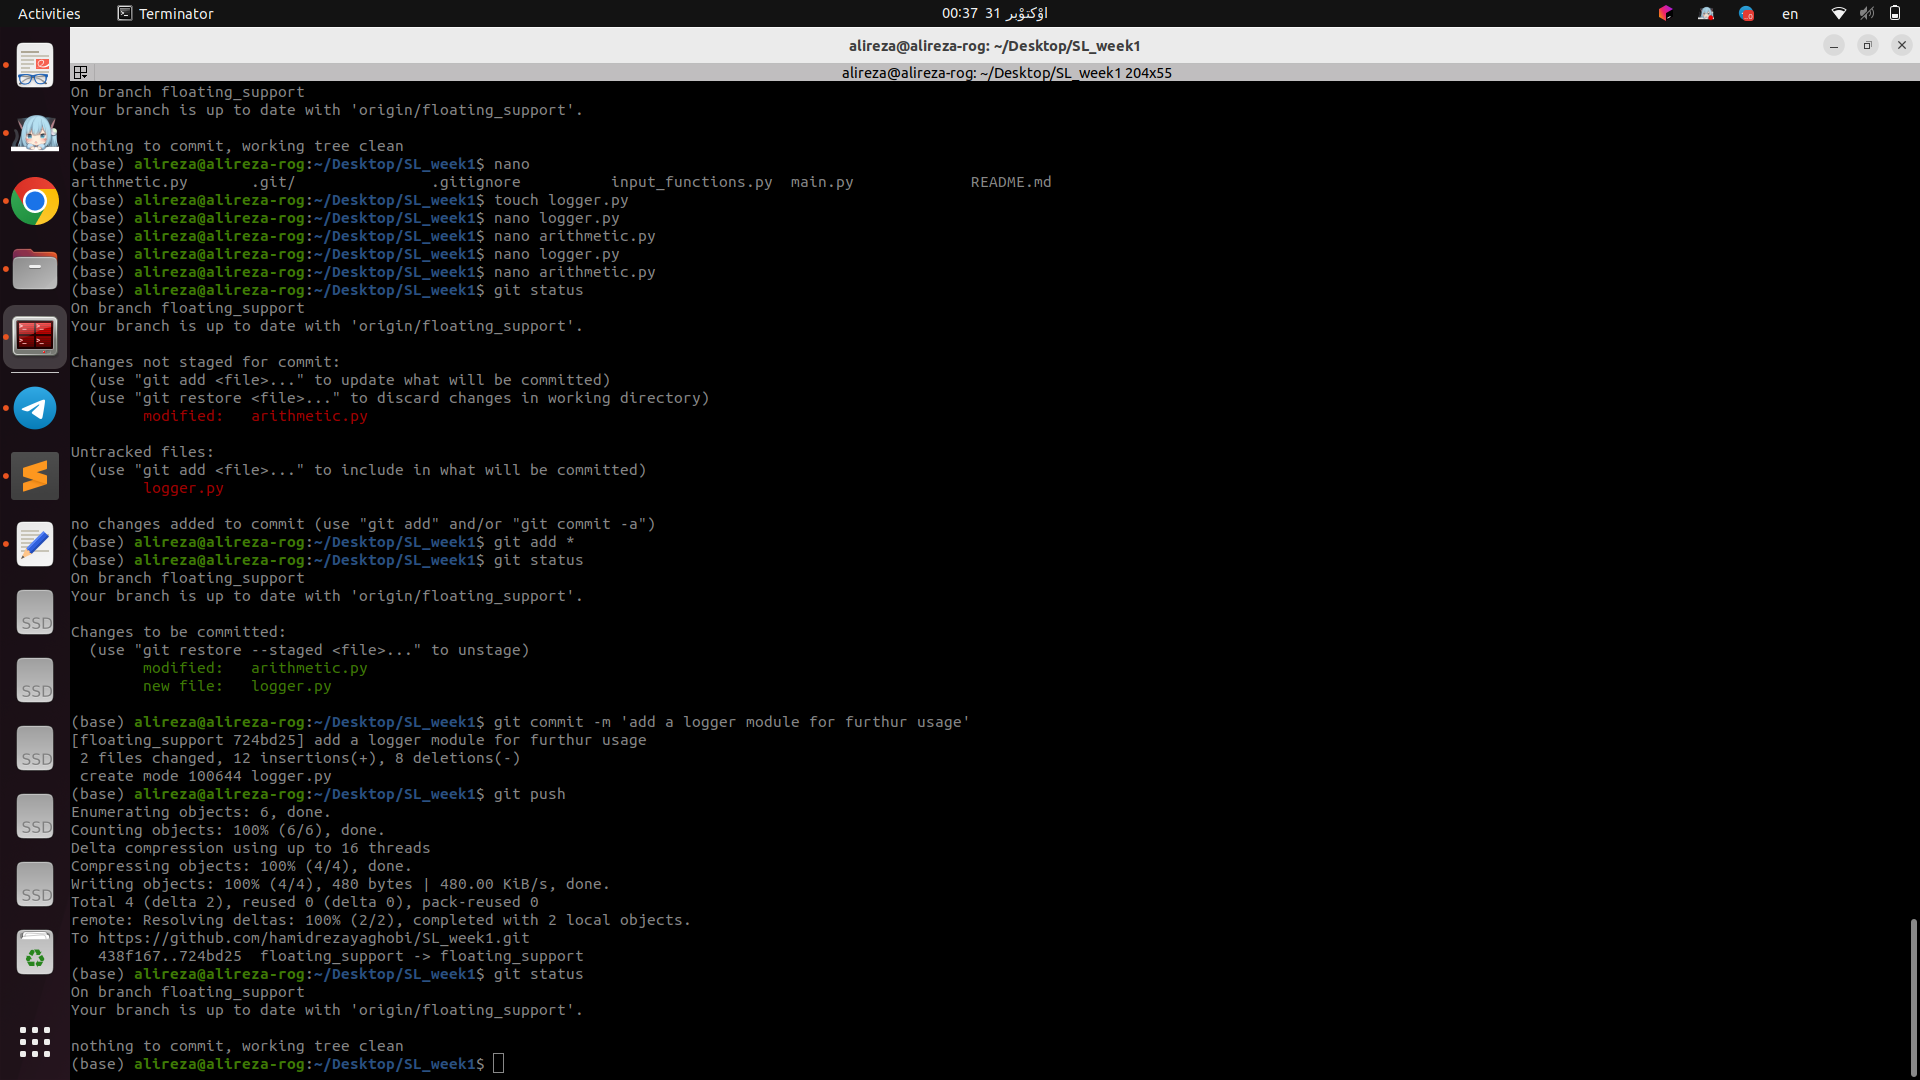 Activities
Terminator
00:37 31 اؤکتوْبر
en
alireza@alireza-rog: ~/Desktop/SL_week1
alireza@alireza-rog: ~/Desktop/SL_week1 204x55
On branch floating_support
Your branch is up to date with 'origin/floating_support'.
nothing to commit, working tree clean
(base) alireza@alireza-rog:~/Desktop/SL_week1$ nano
arithmetic.py .git/ .gitignore input_functions.py main.py README.md
(base) alireza@alireza-rog:~/Desktop/SL_week1$ touch logger.py
(base) alireza@alireza-rog:~/Desktop/SL_week1$ nano logger.py
(base) alireza@alireza-rog:~/Desktop/SL_week1$ nano arithmetic.py
(base) alireza@alireza-rog:~/Desktop/SL_week1$ nano logger.py
(base) alireza@alireza-rog:~/Desktop/SL_week1$ nano arithmetic.py
(base) alireza@alireza-rog:~/Desktop/SL_week1$ git status
On branch floating_support
Your branch is up to date with 'origin/floating_support'.
Changes not staged for commit:
(use "git add <file>..." to update what will be committed)
(use "git restore <file>..." to discard changes in working directory)
modified: arithmetic.py
Untracked files:
(use "git add <file>..." to include in what will be committed)
logger.py
no changes added to commit (use "git add" and/or "git commit -a")
(base) alireza@alireza-rog:~/Desktop/SL_week1$ git add *
(base) alireza@alireza-rog:~/Desktop/SL_week1$ git status
On branch floating_support
Your branch is up to date with 'origin/floating_support'.
Changes to be committed:
(use "git restore --staged <file>..." to unstage)
modified: arithmetic.py
new file: logger.py
(base) alireza@alireza-rog:~/Desktop/SL_week1$ git commit -m 'add a logger module for furthur usage'
[floating_support 724bd25] add a logger module for furthur usage
2 files changed, 12 insertions(+), 8 deletions(-)
create mode 100644 logger.py
(base) alireza@alireza-rog:~/Desktop/SL_week1$ git push
Enumerating objects: 6, done.
Counting objects: 100% (6/6), done.
Delta compression using up to 16 threads
Compressing objects: 100% (4/4), done.
Writing objects: 100% (4/4), 480 bytes | 480.00 KiB/s, done.
Total 4 (delta 2), reused 0 (delta 0), pack-reused 0
remote: Resolving deltas: 100% (2/2), completed with 2 local objects.
To https://github.com/hamidrezayaghobi/SL_week1.git
438f167..724bd25 floating_support -> floating_support
(base) alireza@alireza-rog:~/Desktop/SL_week1$ git status
On branch floating_support
Your branch is up to date with 'origin/floating_support'.
nothing to commit, working tree clean
(base) alireza@alireza-rog:~/Desktop/SL_week1$
SSD
SSD
SSD
SSD
SSD